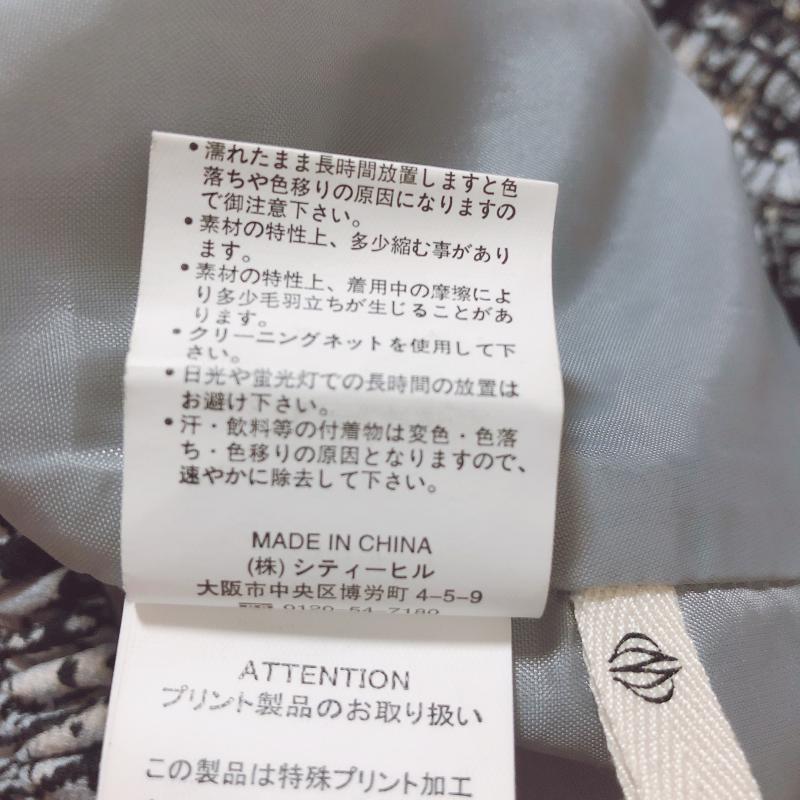 •濡れたまま長時間放置しますと色
落ちや色移りの原因になりますの
で御注意下さい。
•素材の特性上、多少縮む事があり
ます。
•素材の特性上、着用中の摩擦によ
り多少毛羽立ちが生じることがあ
ります。
•クリーニングネットを使用して下
さい。
•日光や蛍光灯での長時間の放置は
お避け下さい。
•汗・飲料等の付着物は変色・色落
ち・色移りの原因となりますので、
速やかに除去して下さい。
MADE IN CHINA
(株) シティーヒル
大阪市中央区博労町 4-5-9
0120-54-7180
ATTENTION
プリント製品のお取り扱い
この製品は特殊プリント加工